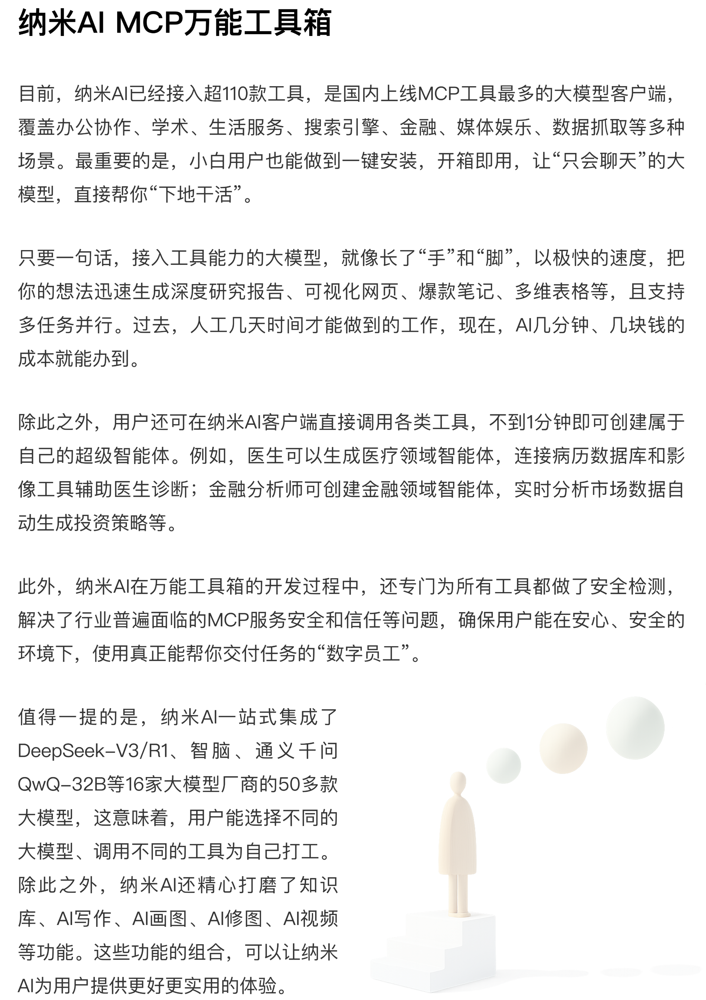 纳米AI MCP万能工具箱
目前，纳米AI已经接入超110款工具，是国内上线MCP工具最多的大模型客户端，
覆盖办公协作、学术、生活服务、搜索引擎、金融、媒体娱乐、数据抓取等多种
场景。最重要的是，小白用户也能做到一键安装，开箱即用，让“只会聊天”的大
模型，直接帮你“下地干活”。
只要一句话，接入工具能力的大模型，就像长了“手”和“脚”，以极快的速度，把
你的想法迅速生成深度研究报告、可视化网页、爆款笔记、多维表格等，且支持
多任务并行。过去，人工几天时间才能做到的工作，现在，AI几分钟、几块钱的
成本就能办到。
除此之外，用户还可在纳米AI客户端直接调用各类工具，不到1分钟即可创建属于
自己的超级智能体。例如，医生可以生成医疗领域智能体，连接病历数据库和影
像工具辅助医生诊断；金融分析师可创建金融领域智能体，实时分析市场数据自
动生成投资策略等。
此外，纳米AI在万能工具箱的开发过程中，还专门为所有工具都做了安全检测，
解决了行业普遍面临的MCP服务安全和信任等问题，确保用户能在安心、安全的
环境下，使用真正能帮你交付任务的“数字员工”。
值得一提的是，纳米AI一站式集成了
DeepSeek–V3/R1、智脑、通义千问
QwQ–32B等16家大模型厂商的50多款
大模型，这意味着，用户能选择不同的
大模型、调用不同的工具为自己打工。
除此之外，纳米AI还精心打磨了知识
库、AI写作、AI画图、AI修图、AI视频
等功能。这些功能的组合，可以让纳米
AI为用户提供更好更实用的体验。